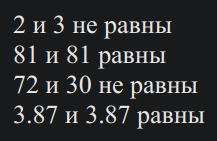 2 и 3 не равны
81 и 81 равны
72 и 30 не равны
3.87 и 3.87 равны